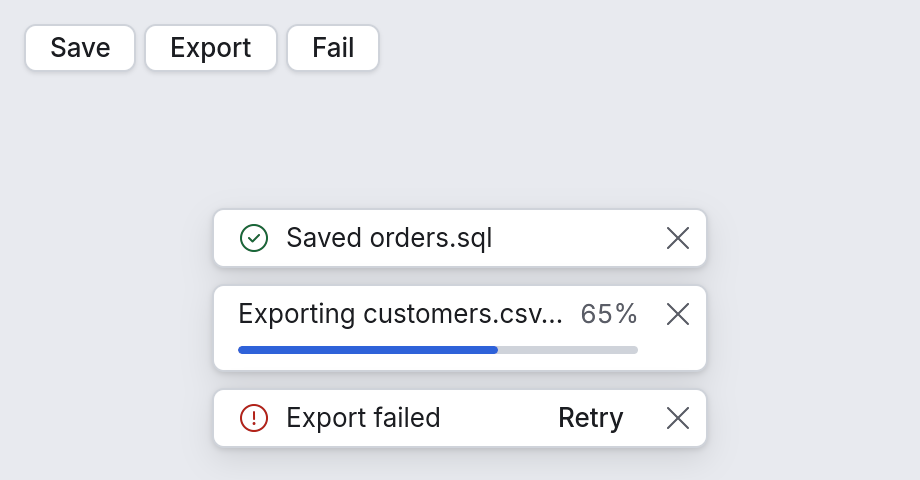 Save Export Fail
Saved orders.sql
Exporting customers.csv... 65%
Export failed Retry